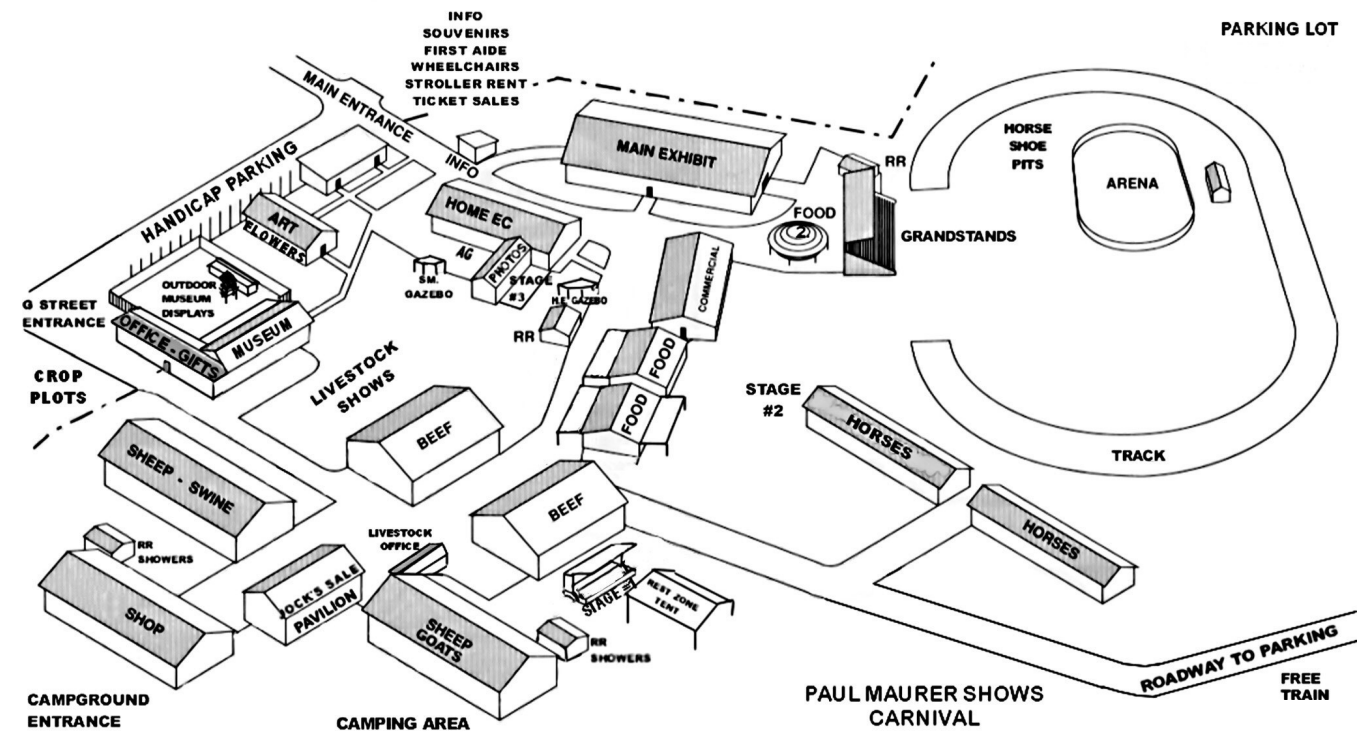 INFO
SOUVENIRS
FIRST AIDE
WHEELCHAIRS
STROLLER RENT
TICKET SALES
PARKING LOT
MAIN ENTRANCE
HANDICAP PARKING
INFO
MAIN EXHIBIT
RR
HORSE
SHOE
PITS
ARENA
ART
FLOWERS
HOME EC
AG
PHOTOS
STAGE
#3
SM.
GAZEBO
H.E. GAZEBO
RR
FOOD
2
GRANDSTANDS
COMMERCIAL
OUTDOOR
MUSEUM
DISPLAYS
G STREET
ENTRANCE
OFFICE - GIFTS
MUSEUM
CROP
PLOTS
LIVESTOCK
SHOWS
FOOD
FOOD
STAGE
#2
HORSES
TRACK
BEEF
SHEEP - SWINE
BEEF
HORSES
LIVESTOCK
OFFICE
RR
SHOWERS
JOCK'S SALE
PAVILION
STAGE #1
REST ZONE
TENT
SHOP
SHEEP
GOATS
RR
SHOWERS
ROADWAY TO PARKING
FREE
TRAIN
CAMPGROUND
ENTRANCE
CAMPING AREA
PAUL MAURER SHOWS
CARNIVAL